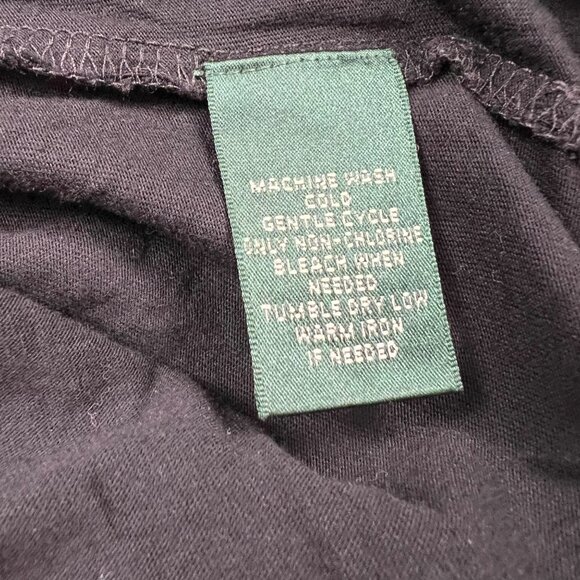 MACHINE WASH
COLD
GENTLE CYCLE
ONLY NON-CHLORINE
BLEACH WHEN
NEEDED
TUMBLE DRY LOW
WARM IRON
IF NEEDED